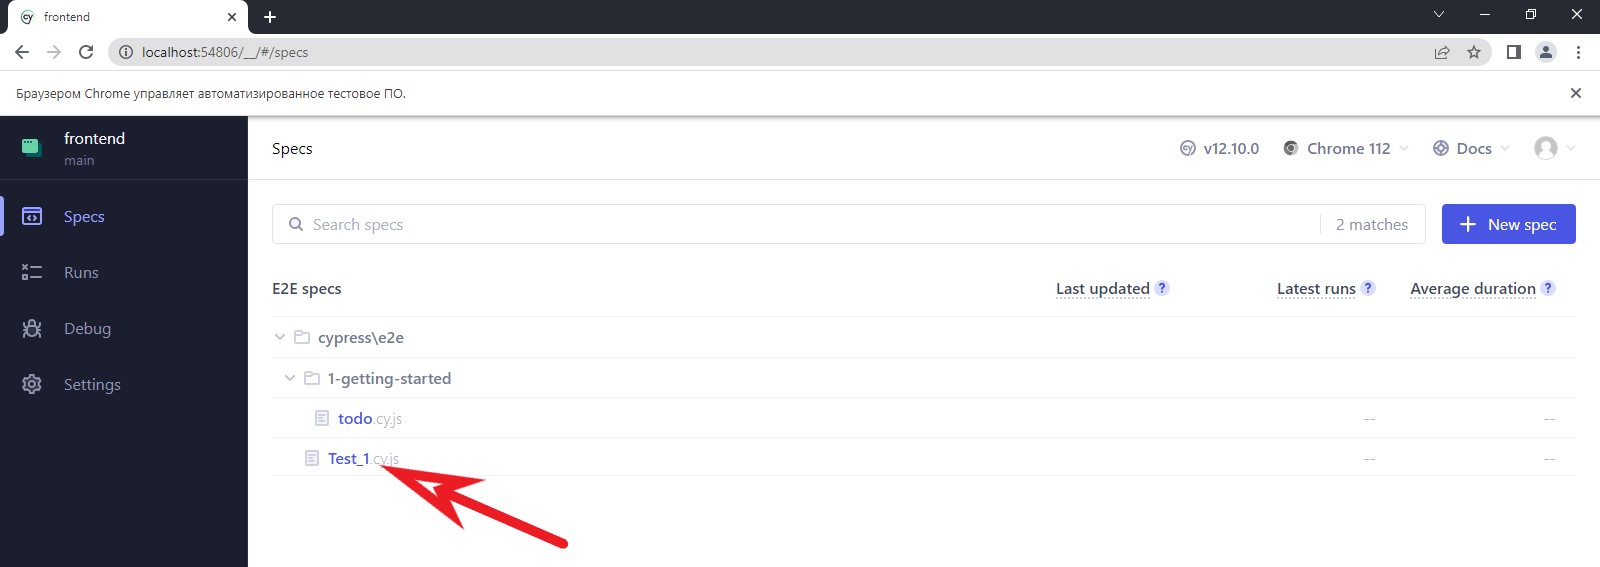 frontend
localhost:54806/__/#/specs
Браузером Chrome управляет автоматизированное тестовое ПО.
frontend
main
Specs
Runs
Debug
Settings
Specs
cy v12.10.0
Chrome 112
Docs
Search specs
2 matches
+ New spec
E2E specs
Last updated ?
Latest runs ?
Average duration ?
cypress\e2e
1-getting-started
todo.cy.js -- --
Test_1.cy.js -- --